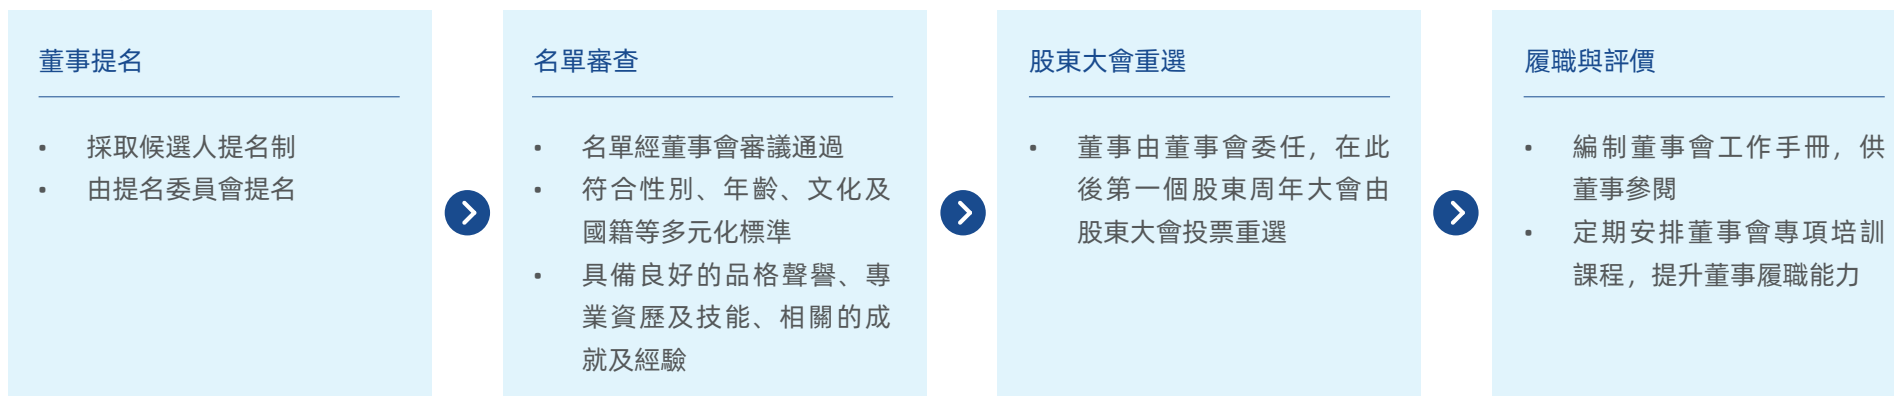 董事提名
• 採取候選人提名制
• 由提名委員會提名
名單審查
• 名單經董事會審議通過
• 符合性別、年齡、文化及
國籍等多元化標準
• 具備良好的品格聲譽、專
業資歷及技能、相關的成
就及經驗
股東大會重選
• 董事由董事會委任，在此
後第一個股東周年大會由
股東大會投票重選
履職與評價
• 編制董事會工作手冊，供
董事參閱
• 定期安排董事會專項培訓
課程，提升董事履職能力